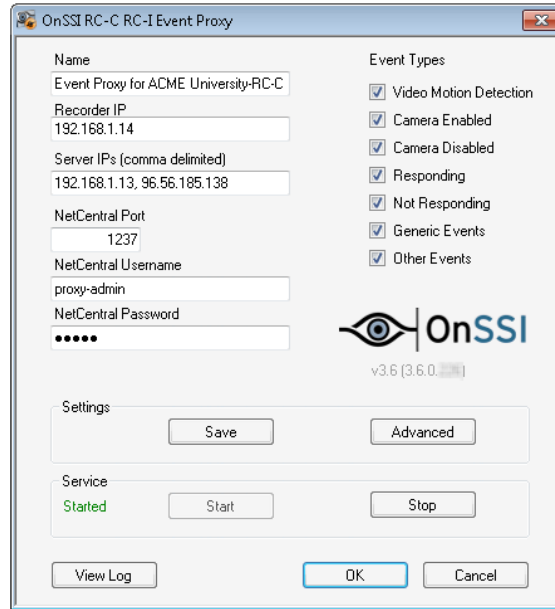 OnSSI RC-C RC-I Event Proxy
Name
Event Proxy for ACME University-RC-C
Recorder IP
192.168.1.14
Server IPs (comma delimited)
192.168.1.13, 96.56.185.138
NetCentral Port
1237
NetCentral Username
proxy-admin
NetCentral Password
Event Types
Video Motion Detection
Camera Enabled
Camera Disabled
Responding
Not Responding
Generic Events
Other Events
OnSSI
v3.6 (3.6.0. )
Settings
Save
Advanced
Service
Started
Start
Stop
View Log
OK
Cancel